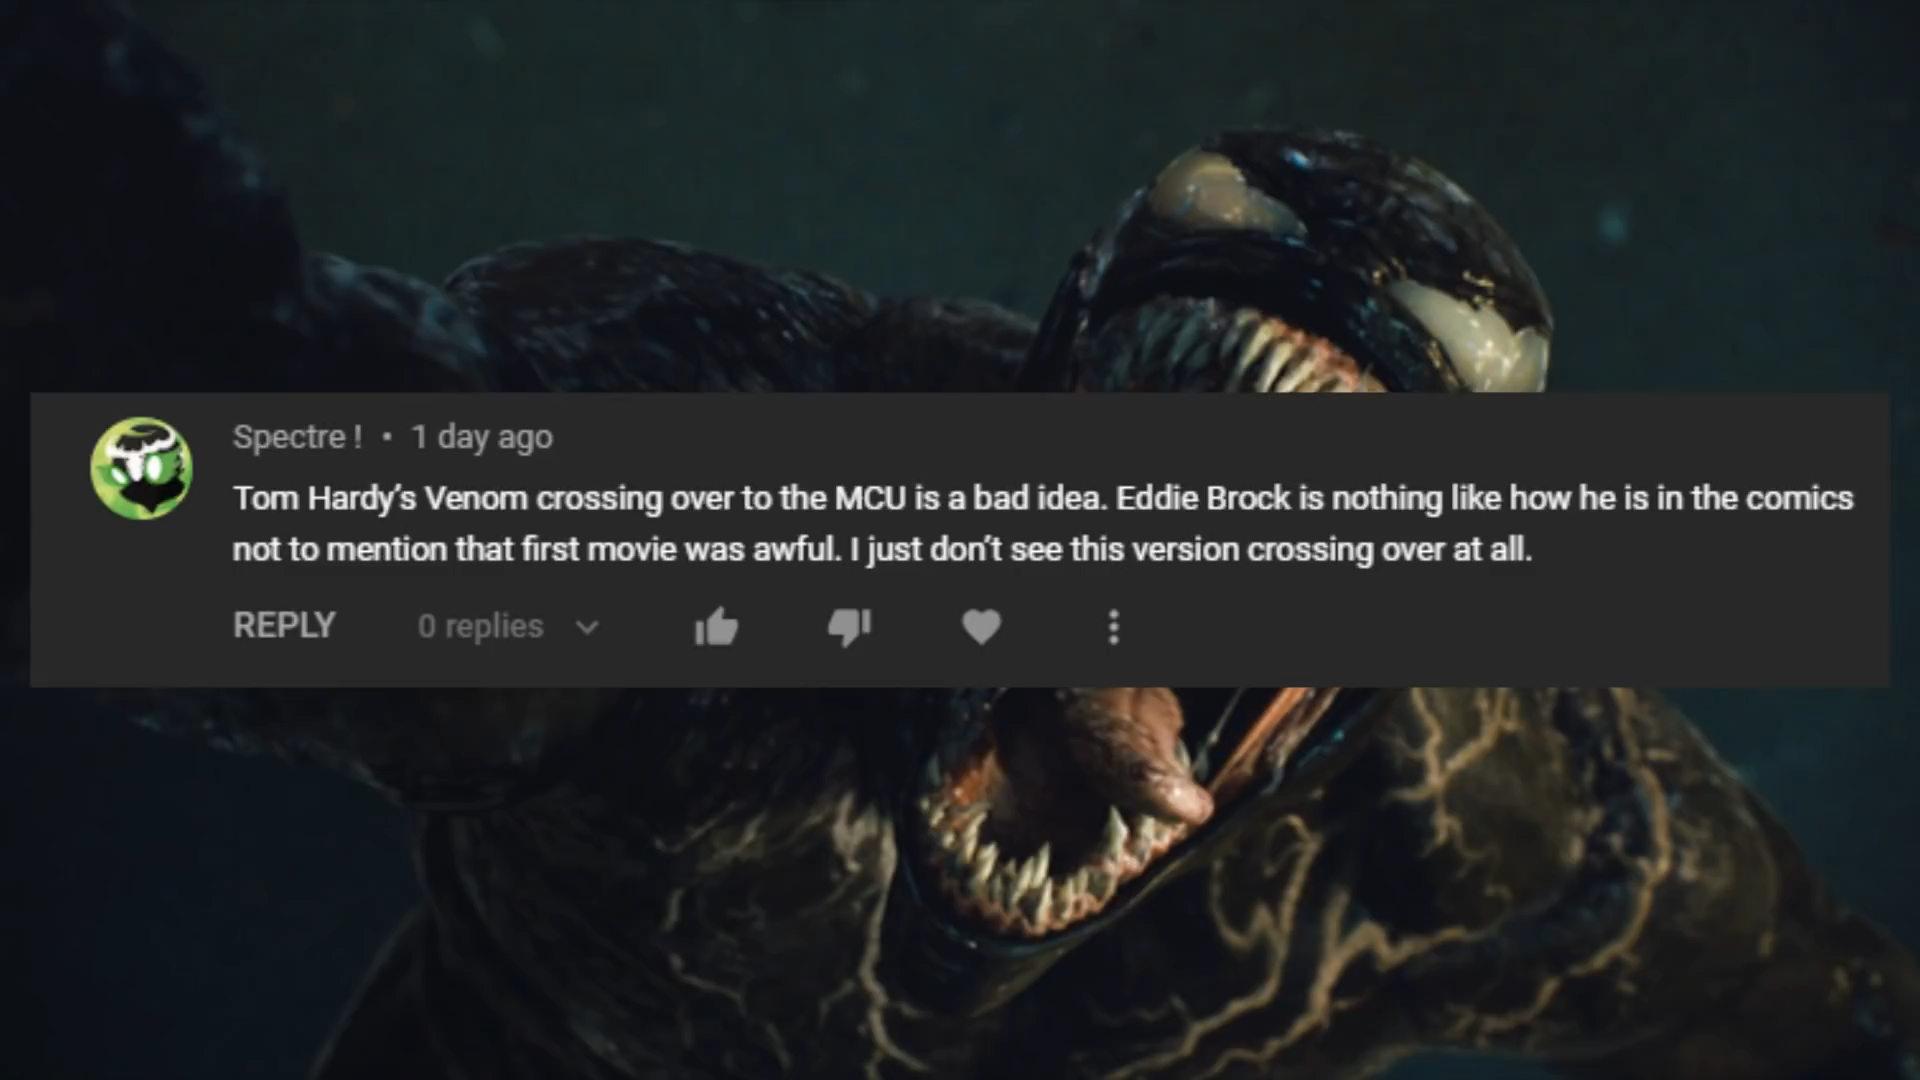 Spectre ! • 1 day ago
Tom Hardy's Venom crossing over to the MCU is a bad idea. Eddie Brock is nothing like how he is in the comics
not to mention that first movie was awful. I just don't see this version crossing over at all.
REPLY 0 replies